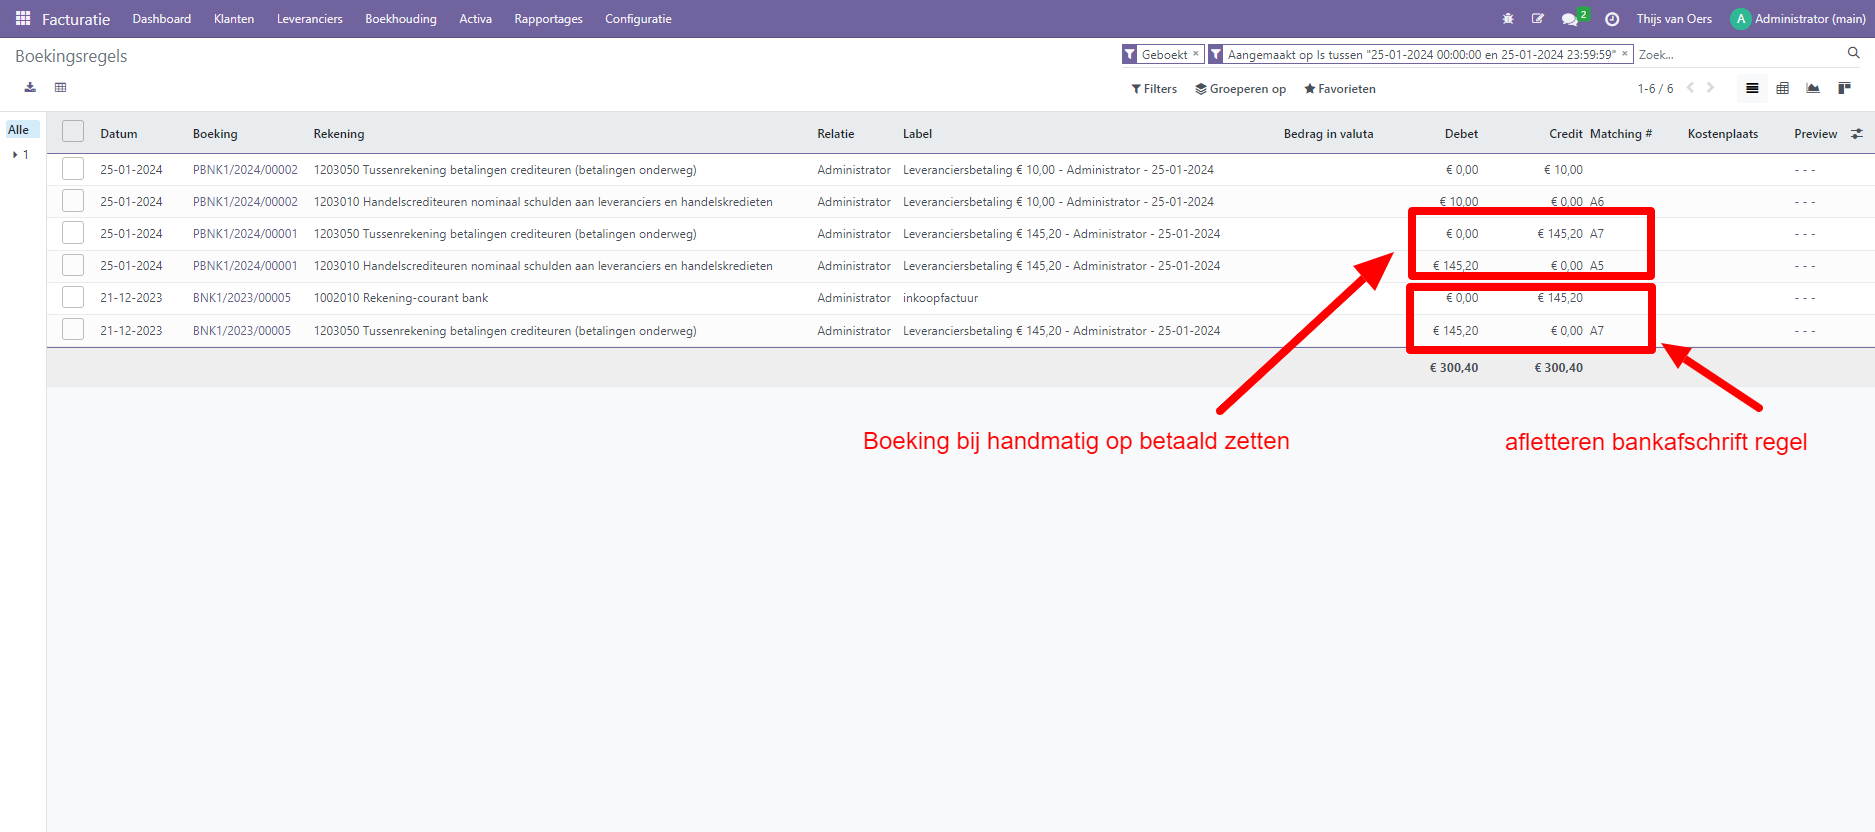 Facturatie Dashboard Klanten Leveranciers Boekhouding Activa Rapportages Configuratie 2 Thijs van Oers A Administrator (main)
Boekingsregels Geboekt × Aangemaakt op Is tussen "25-01-2024 00:00:00 en 25-01-2024 23:59:59" × Zoek...
Filters Groeperen op Favorieten 1-6 / 6
Alle Datum Boeking Rekening Relatie Label Bedrag in valuta Debet Credit Matching # Kostenplaats Preview
1
25-01-2024 PBNK1/2024/00002 1203050 Tussenrekening betalingen crediteuren (betalingen onderweg) Administrator Leveranciersbetaling € 10,00 - Administrator - 25-01-2024 € 0,00 € 10,00 - - -
25-01-2024 PBNK1/2024/00002 1203010 Handelscrediteuren nominaal schulden aan leveranciers en handelskredieten Administrator Leveranciersbetaling € 10,00 - Administrator - 25-01-2024 € 10,00 € 0,00 A6 - - -
25-01-2024 PBNK1/2024/00001 1203050 Tussenrekening betalingen crediteuren (betalingen onderweg) Administrator Leveranciersbetaling € 145,20 - Administrator - 25-01-2024 € 0,00 € 145,20 A7 - - -
25-01-2024 PBNK1/2024/00001 1203010 Handelscrediteuren nominaal schulden aan leveranciers en handelskredieten Administrator Leveranciersbetaling € 145,20 - Administrator - 25-01-2024 € 145,20 € 0,00 A5 - - -
21-12-2023 BNK1/2023/00005 1002010 Rekening-courant bank Administrator inkoopfactuur € 0,00 € 145,20 - - -
21-12-2023 BNK1/2023/00005 1203050 Tussenrekening betalingen crediteuren (betalingen onderweg) Administrator Leveranciersbetaling € 145,20 - Administrator - 25-01-2024 € 145,20 € 0,00 A7 - - -
€ 300,40 € 300,40
Boeking bij handmatig op betaald zetten
afletteren bankafschrift regel